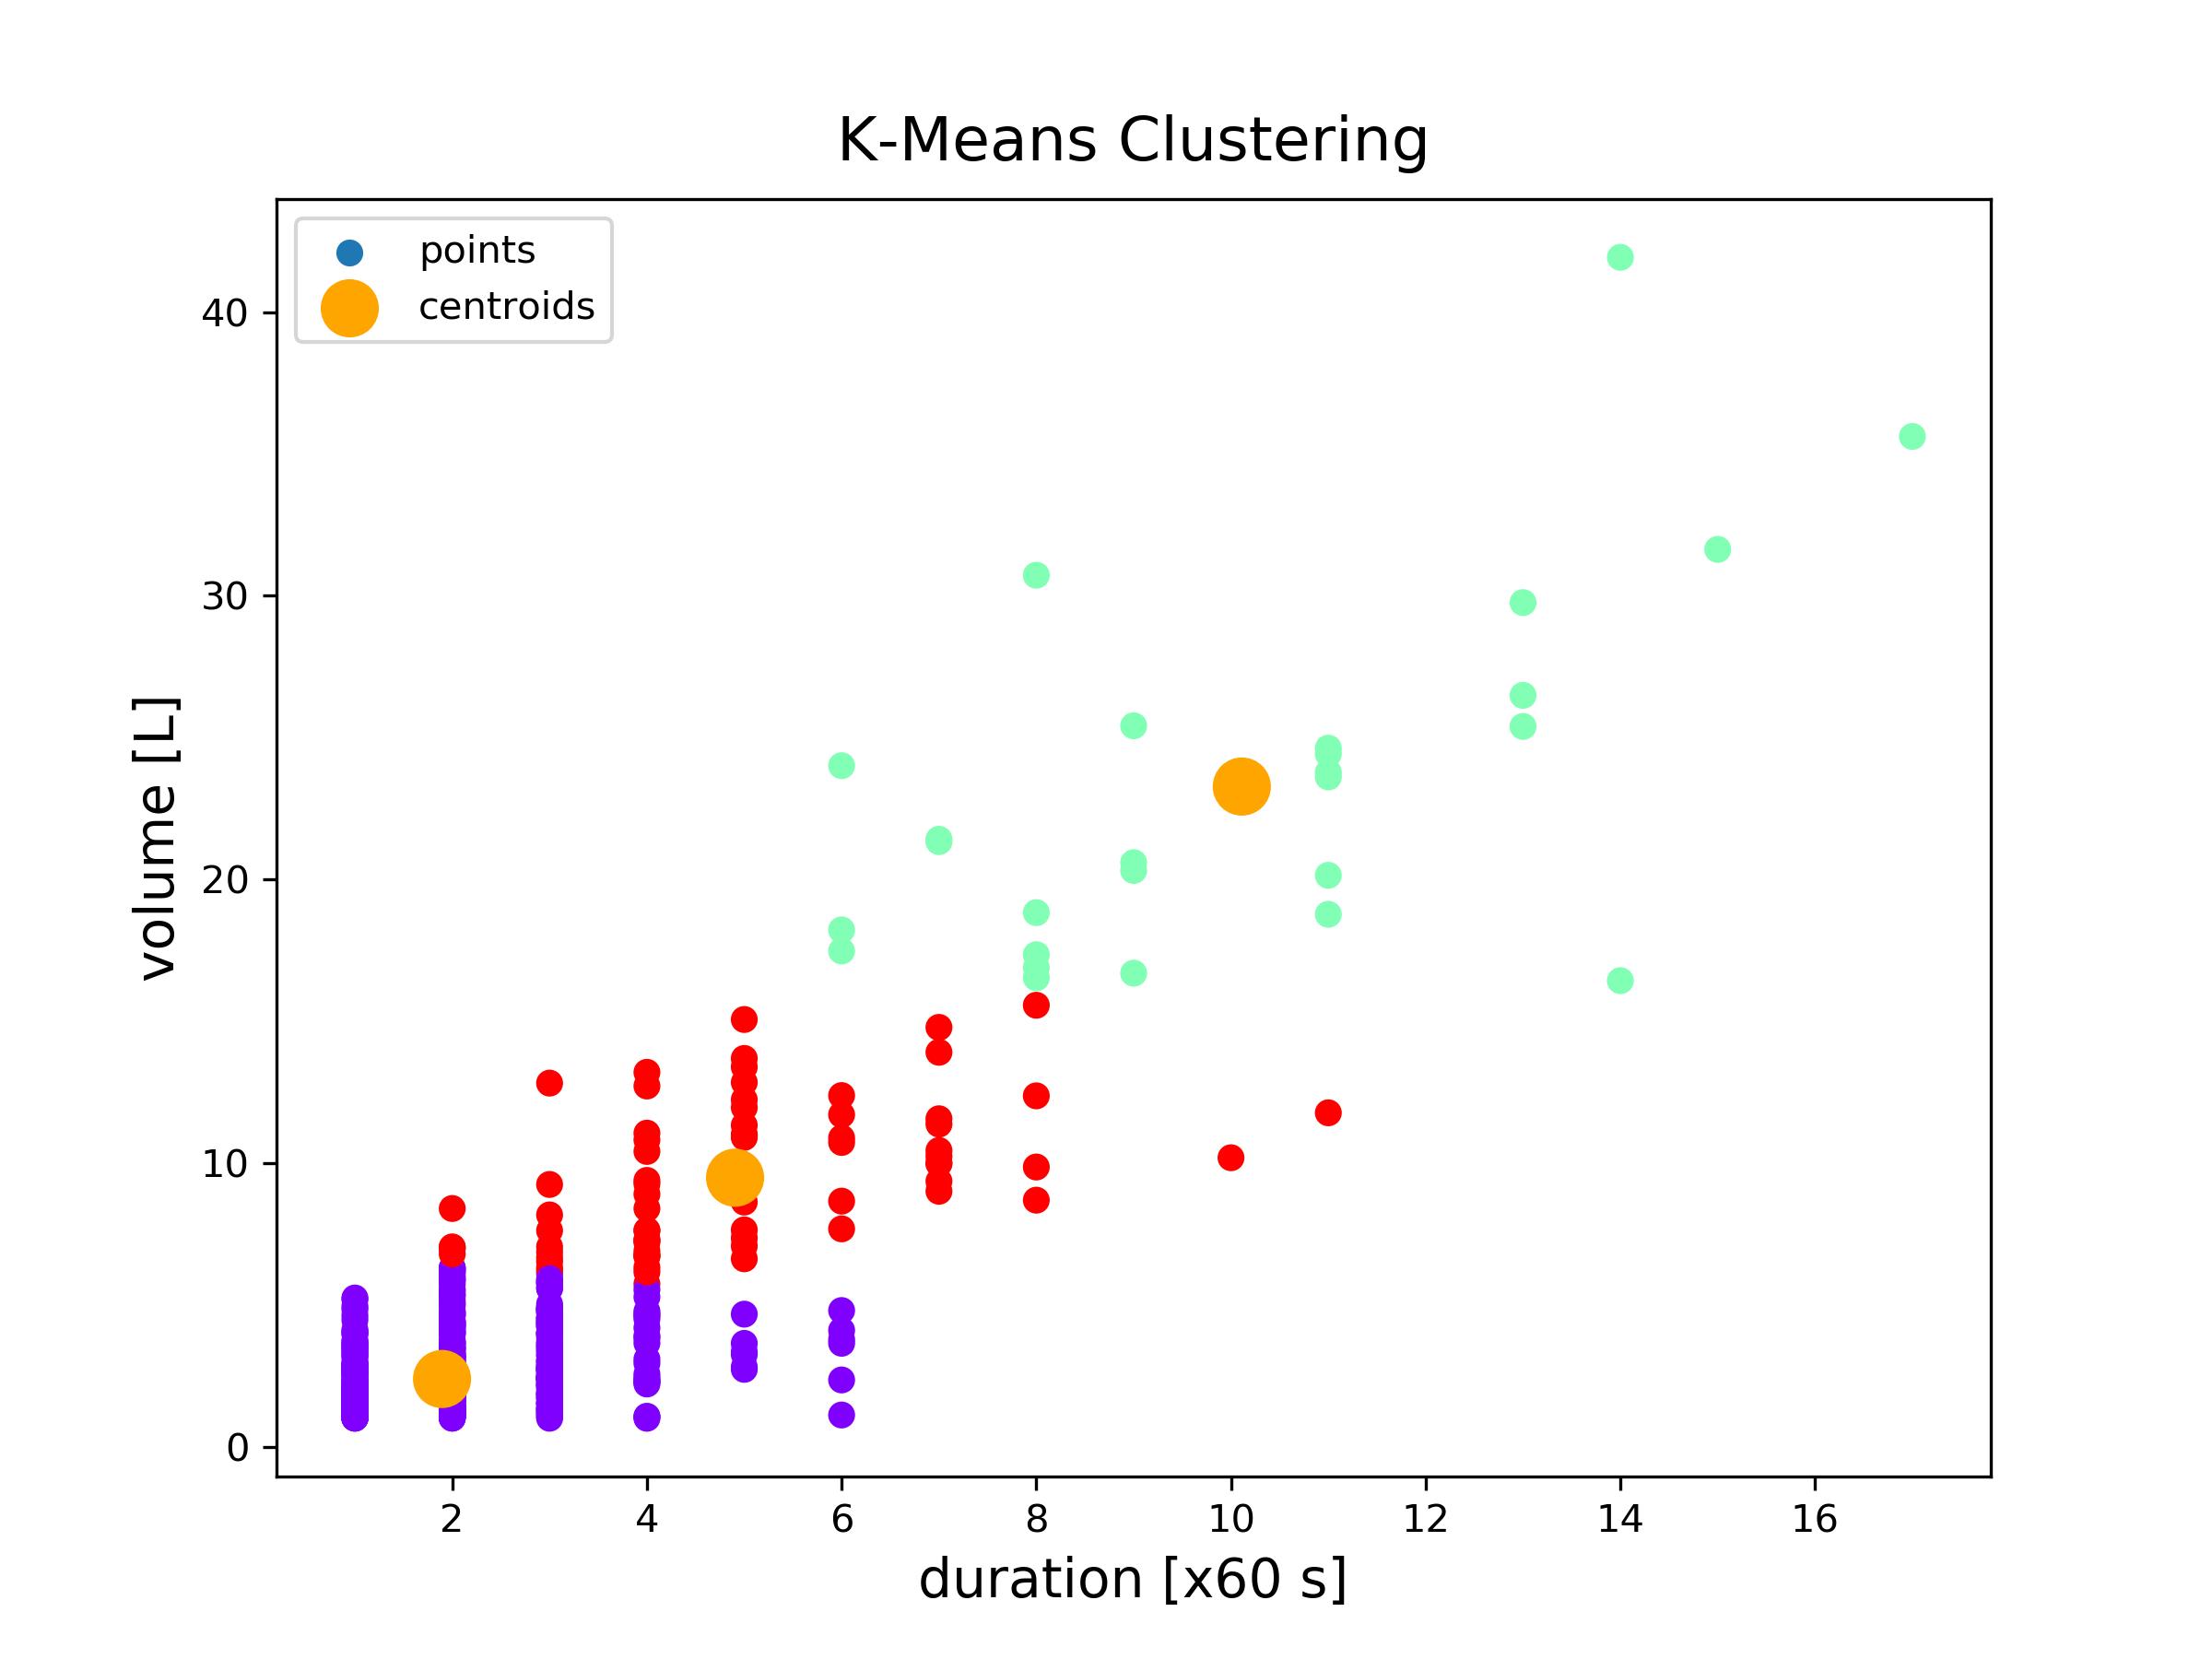 K-Means Clustering
points
centroids
40
30
20
10
0
volume [L]
2 4 6 8 10 12 14 16
duration [x60 s]